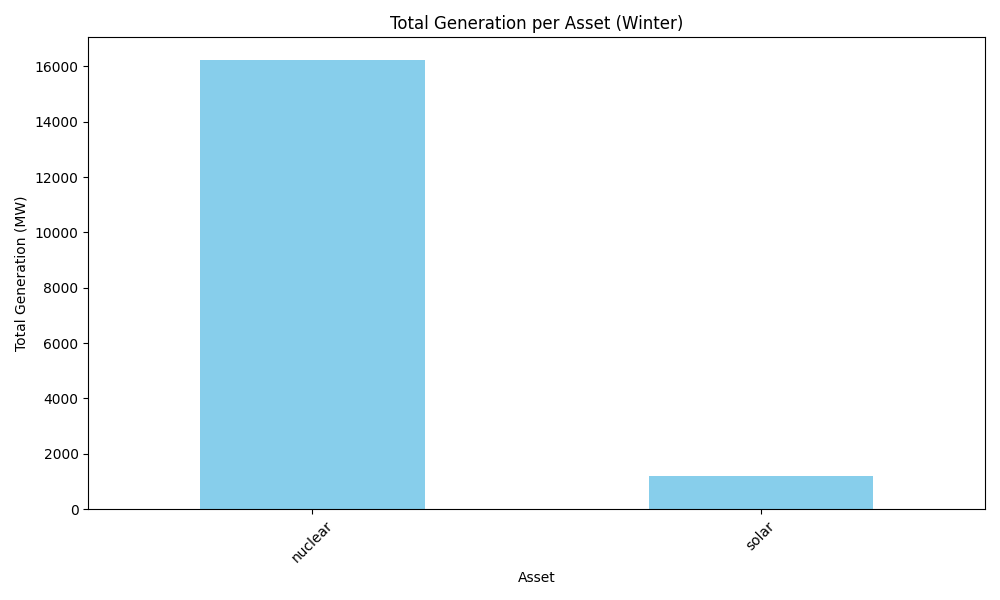 Total Generation per Asset (Winter)
Total Generation (MW)
16000
14000
12000
10000
8000
6000
4000
2000
0
nuclear
solar
Asset